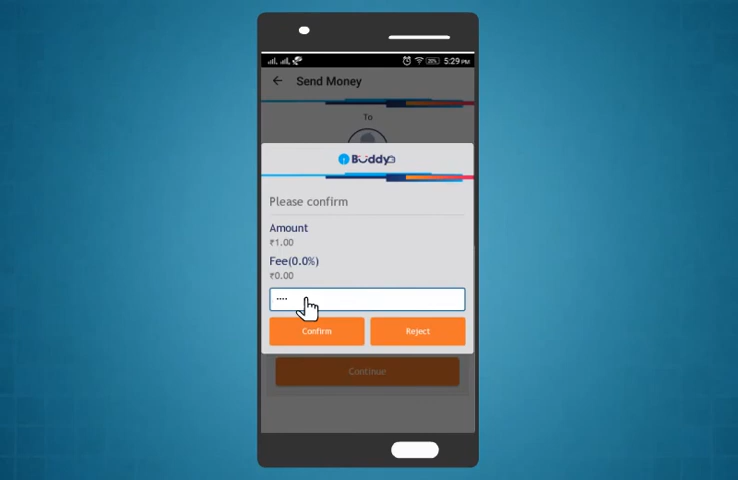 5:29 PM
Send Money
To
Buddy
Please confirm
Amount
₹1.00
Fee(0.0%)
₹0.00
····
Confirm
Reject
Continue